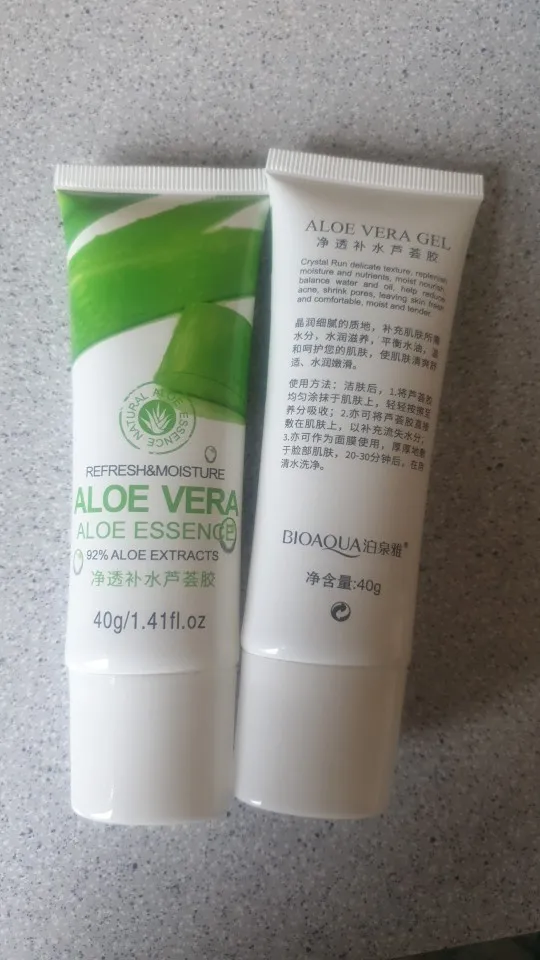 NATURAL ALOE ESSENCE
REFRESH&MOISTURE
ALOE VERA
ALOE ESSENCE
92% ALOE EXTRACTS
净透补水芦荟胶
40g/1.41fl.oz
ALOE VERA GEL
净透补水芦荟胶
Crystal Run delicate texture, replenish
moisture and nutrients, moist nourish,
balance water and oil, help reduce
acne, shrink pores, leaving skin fresh
and comfortable, moist and tender.
晶润细腻的质地，补充肌肤所需
水分，水润滋养，平衡水油，温
和呵护您的肌肤，使肌肤清爽舒
适、水润嫩滑。
使用方法：洁肤后，1.将芦荟胶
均匀涂抹于肌肤上，轻轻按摩至
养分吸收；2.亦可将芦荟胶直接
敷在肌肤上，以补充流失水分，
3.亦可作为面膜使用，厚厚地敷
于脸部肌肤，20-30分钟后，在用
清水洗净。
BIOAQUA泊泉雅®
净含量:40g